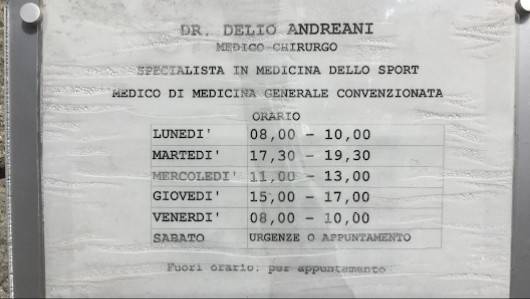 DR. DELIO ANDREANI
MEDICO CHIRURGO
SPECIALISTA IN MEDICINA DELLO SPORT
MEDICO DI MEDICINA GENERALE CONVENZIONATA
ORARIO
LUNEDI' 08,00 - 10,00
MARTEDI' 17,30 - 19,30
MERCOLEDI' 11,00 - 13,00
GIOVEDI' 15,00 - 17,00
VENERDI' 08,00 - 10,00
SABATO URGENZE O APPUNTAMENTO
Fuori orario: per appuntamento